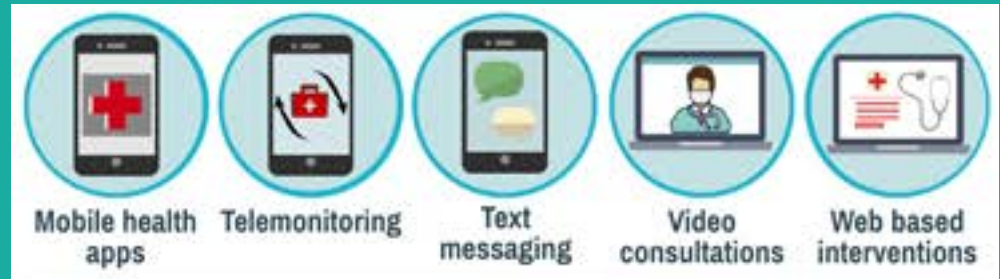 Mobile health
apps
Telemonitoring
Text
messaging
Video
consultations
Web based
interventions